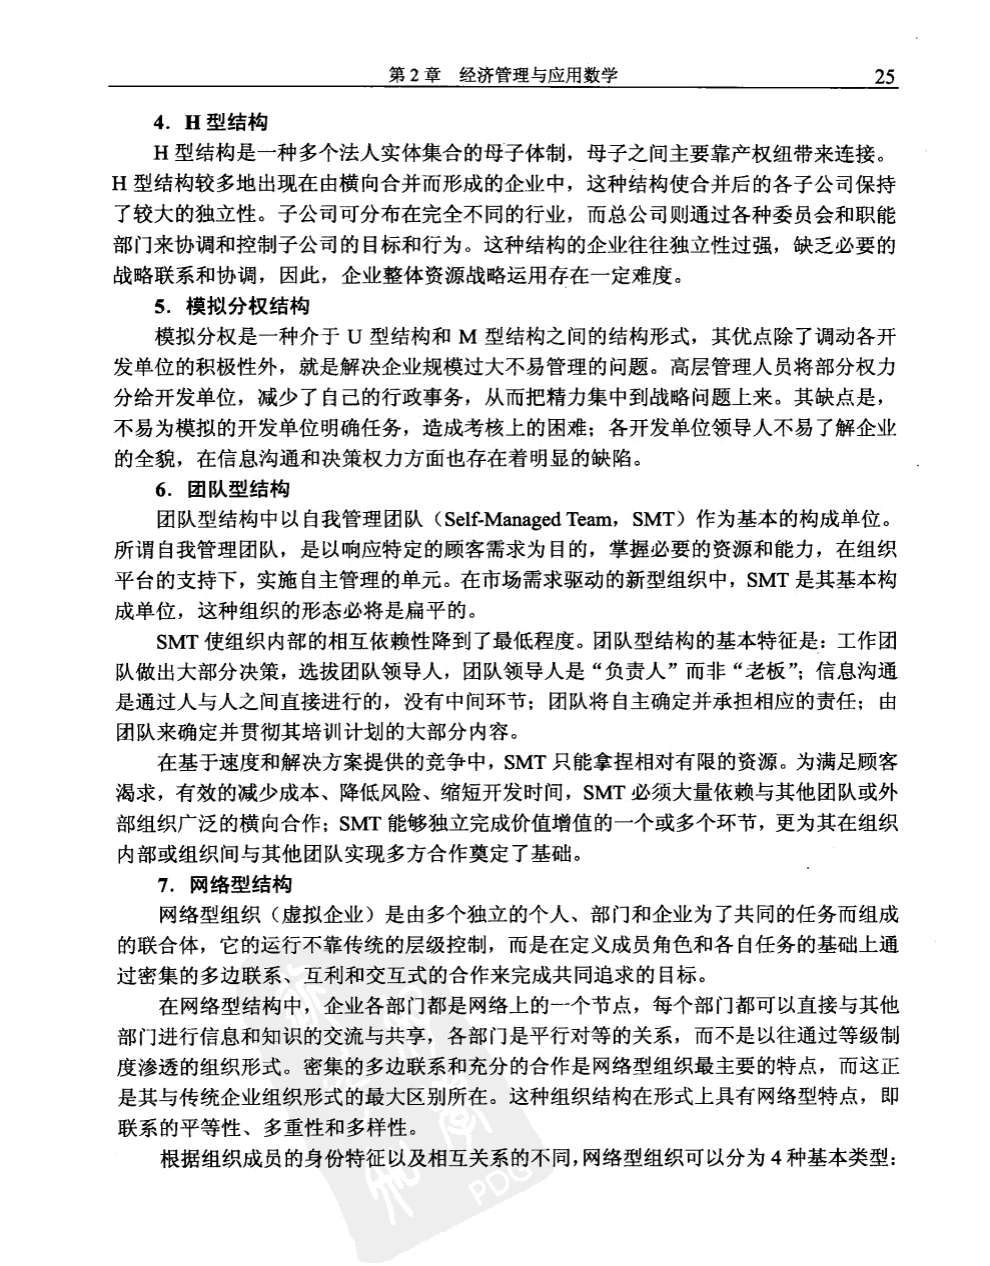 第2章 经济管理与应用数学 25
4．H型结构
H型结构是一种多个法人实体集合的母子体制，母子之间主要靠产权纽带来连接。
H型结构较多地出现在由横向合并而形成的企业中，这种结构使合并后的各子公司保持
了较大的独立性。子公司可分布在完全不同的行业，而总公司则通过各种委员会和职能
部门来协调和控制子公司的目标和行为。这种结构的企业往往独立性过强，缺乏必要的
战略联系和协调，因此，企业整体资源战略运用存在一定难度。
5．模拟分权结构
模拟分权是一种介于 U 型结构和 M 型结构之间的结构形式，其优点除了调动各开
发单位的积极性外，就是解决企业规模过大不易管理的问题。高层管理人员将部分权力
分给开发单位，减少了自己的行政事务，从而把精力集中到战略问题上来。其缺点是，
不易为模拟的开发单位明确任务，造成考核上的困难；各开发单位领导人不易了解企业
的全貌，在信息沟通和决策权力方面也存在着明显的缺陷。
6．团队型结构
团队型结构中以自我管理团队（Self-Managed Team，SMT）作为基本的构成单位。
所谓自我管理团队，是以响应特定的顾客需求为目的，掌握必要的资源和能力，在组织
平台的支持下，实施自主管理的单元。在市场需求驱动的新型组织中，SMT 是其基本构
成单位，这种组织的形态必将是扁平的。
SMT 使组织内部的相互依赖性降到了最低程度。团队型结构的基本特征是：工作团
队做出大部分决策，选拔团队领导人，团队领导人是“负责人”而非“老板”；信息沟通
是通过人与人之间直接进行的，没有中间环节；团队将自主确定并承担相应的责任；由
团队来确定并贯彻其培训计划的大部分内容。
在基于速度和解决方案提供的竞争中，SMT 只能拿捏相对有限的资源。为满足顾客
渴求，有效的减少成本、降低风险、缩短开发时间，SMT 必须大量依赖与其他团队或外
部组织广泛的横向合作；SMT 能够独立完成价值增值的一个或多个环节，更为其在组织
内部或组织间与其他团队实现多方合作奠定了基础。
7．网络型结构
网络型组织（虚拟企业）是由多个独立的个人、部门和企业为了共同的任务而组成
的联合体，它的运行不靠传统的层级控制，而是在定义成员角色和各自任务的基础上通
过密集的多边联系、互利和交互式的合作来完成共同追求的目标。
在网络型结构中，企业各部门都是网络上的一个节点，每个部门都可以直接与其他
部门进行信息和知识的交流与共享，各部门是平行对等的关系，而不是以往通过等级制
度渗透的组织形式。密集的多边联系和充分的合作是网络型组织最主要的特点，而这正
是其与传统企业组织形式的最大区别所在。这种组织结构在形式上具有网络型特点，即
联系的平等性、多重性和多样性。
根据组织成员的身份特征以及相互关系的不同，网络型组织可以分为 4 种基本类型：
PDG